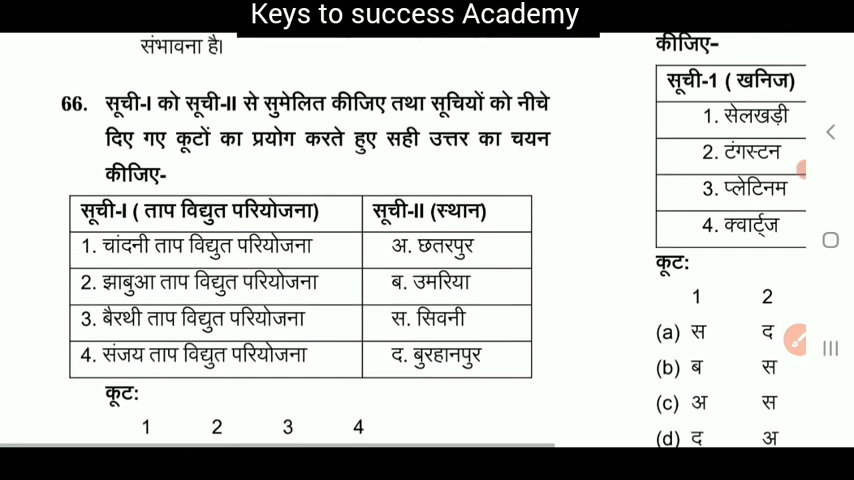 Keys to success Academy
संभावना है।
66. सूची-I को सूची-II से सुमेलित कीजिए तथा सूचियों को नीचे
दिए गए कूटों का प्रयोग करते हुए सही उत्तर का चयन
कीजिए-
सूची-I ( ताप विद्युत परियोजना) सूची-II (स्थान)
1. चांदनी ताप विद्युत परियोजना अ. छतरपुर
2. झाबुआ ताप विद्युत परियोजना ब. उमरिया
3. बैरथी ताप विद्युत परियोजना स. सिवनी
4. संजय ताप विद्युत परियोजना द. बुरहानपुर
कूट:
1 2 3 4
कीजिए-
सूची-1 ( खनिज)
1. सेलखड़ी
2. टंगस्टन
3. प्लेटिनम
4. क्वार्ट्ज
कूट:
1 2
(a) स द
(b) ब स
(c) अ स
(d) द अ